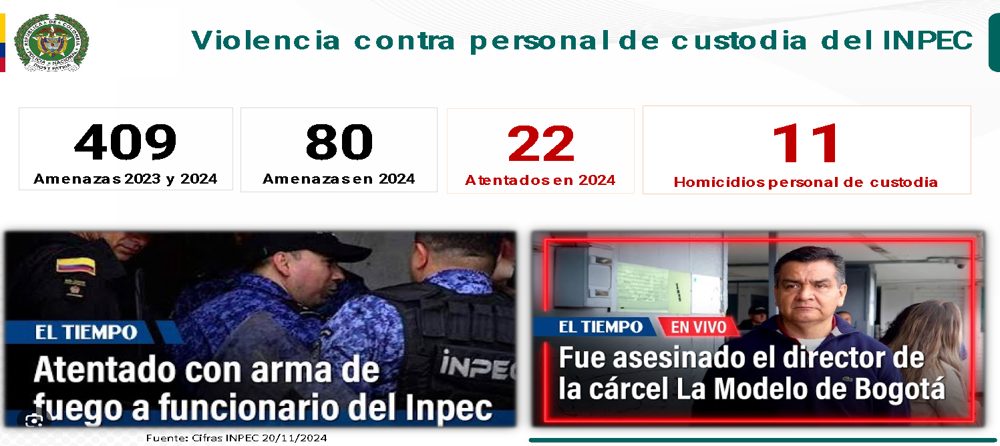 REPUBLICA DE COLOMBIA
POLICIA NACIONAL
DIOS Y PATRIA
Violencia contra personal de custodia del INPEC
409
Amenazas 2023 y 2024
80
Amenazas en 2024
22
Atentados en 2024
11
Homicidios personal de custodia
EL TIEMPO
Atentado con arma de
fuego a funcionario del Inpec
INPEC
EL TIEMPO
EN VIVO
Fue asesinado el director de
la cárcel La Modelo de Bogotá
Fuente: Cifras INPEC 20/11/2024